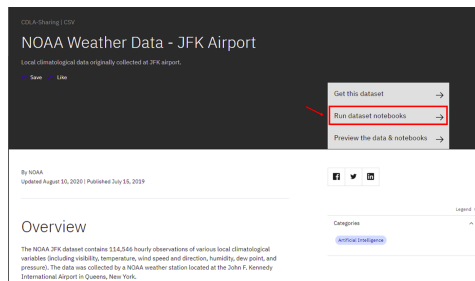 CDLA-Sharing | CSV
NOAA Weather Data - JFK Airport
Local climatological data originally collected at JFK airport.
Save Like
Get this dataset →
Run dataset notebooks →
Preview the data & notebooks →
By NOAA
Updated August 10, 2020 | Published July 15, 2019
Legend
Categories
Artificial Intelligence
Overview
The NOAA JFK dataset contains 114,546 hourly observations of various local climatological
variables (including visibility, temperature, wind speed and direction, humidity, dew point, and
pressure). The data was collected by a NOAA weather station located at the John F. Kennedy
International Airport in Queens, New York.